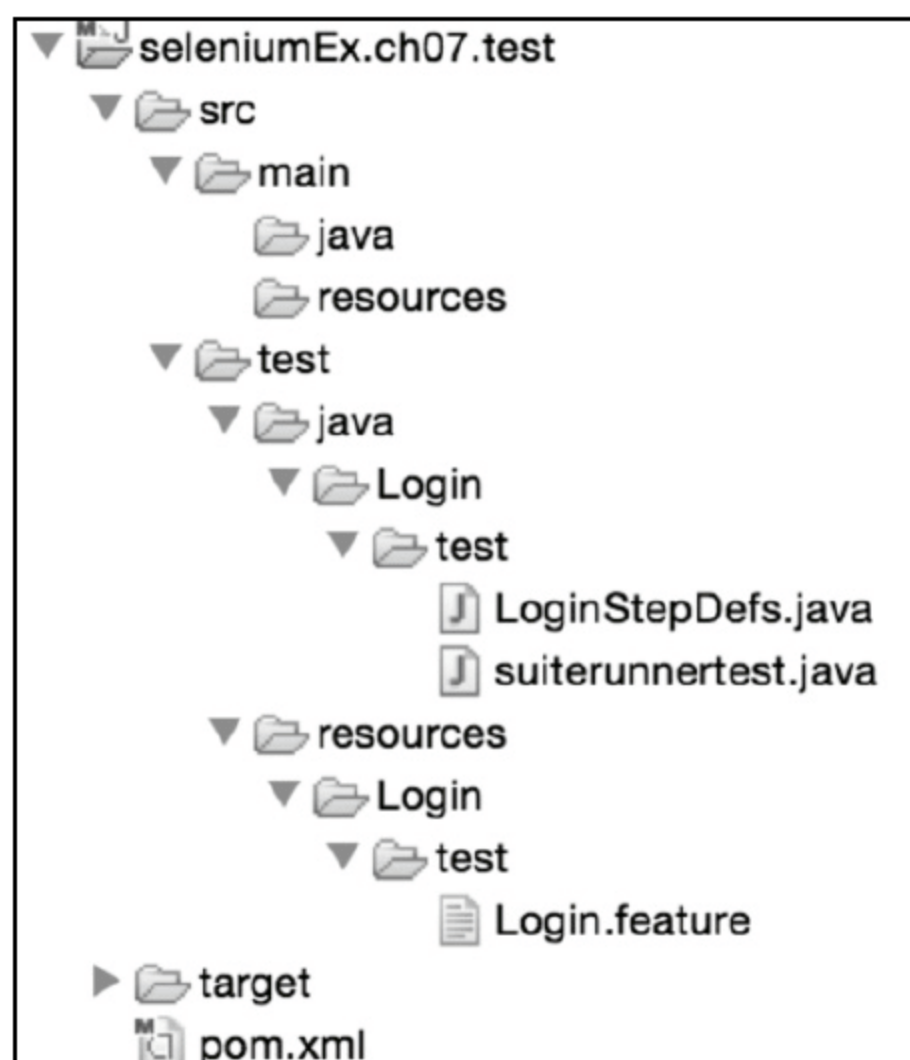 seleniumEx.ch07.test
src
main
java
resources
test
java
Login
test
LoginStepDefs.java
suiterunnertest.java
resources
Login
test
Login.feature
target
pom.xml